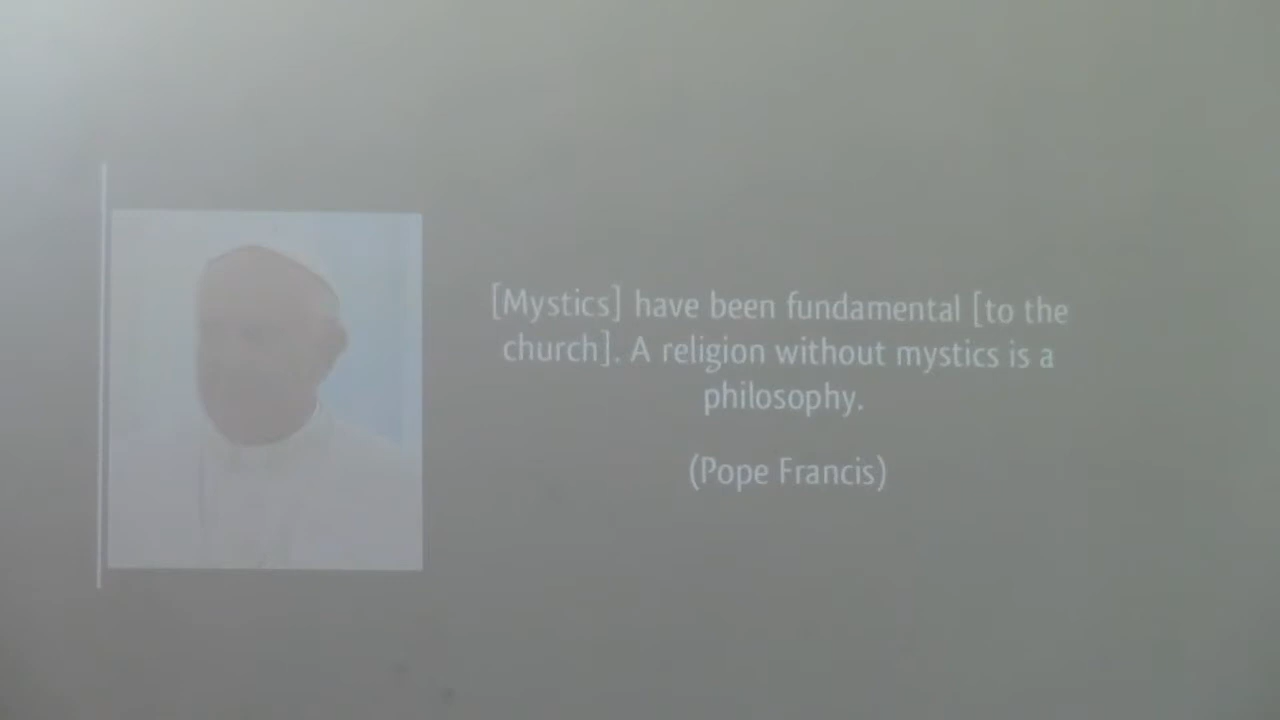 [Mystics] have been fundamental [to the
church]. A religion without mystics is a
philosophy.
(Pope Francis)